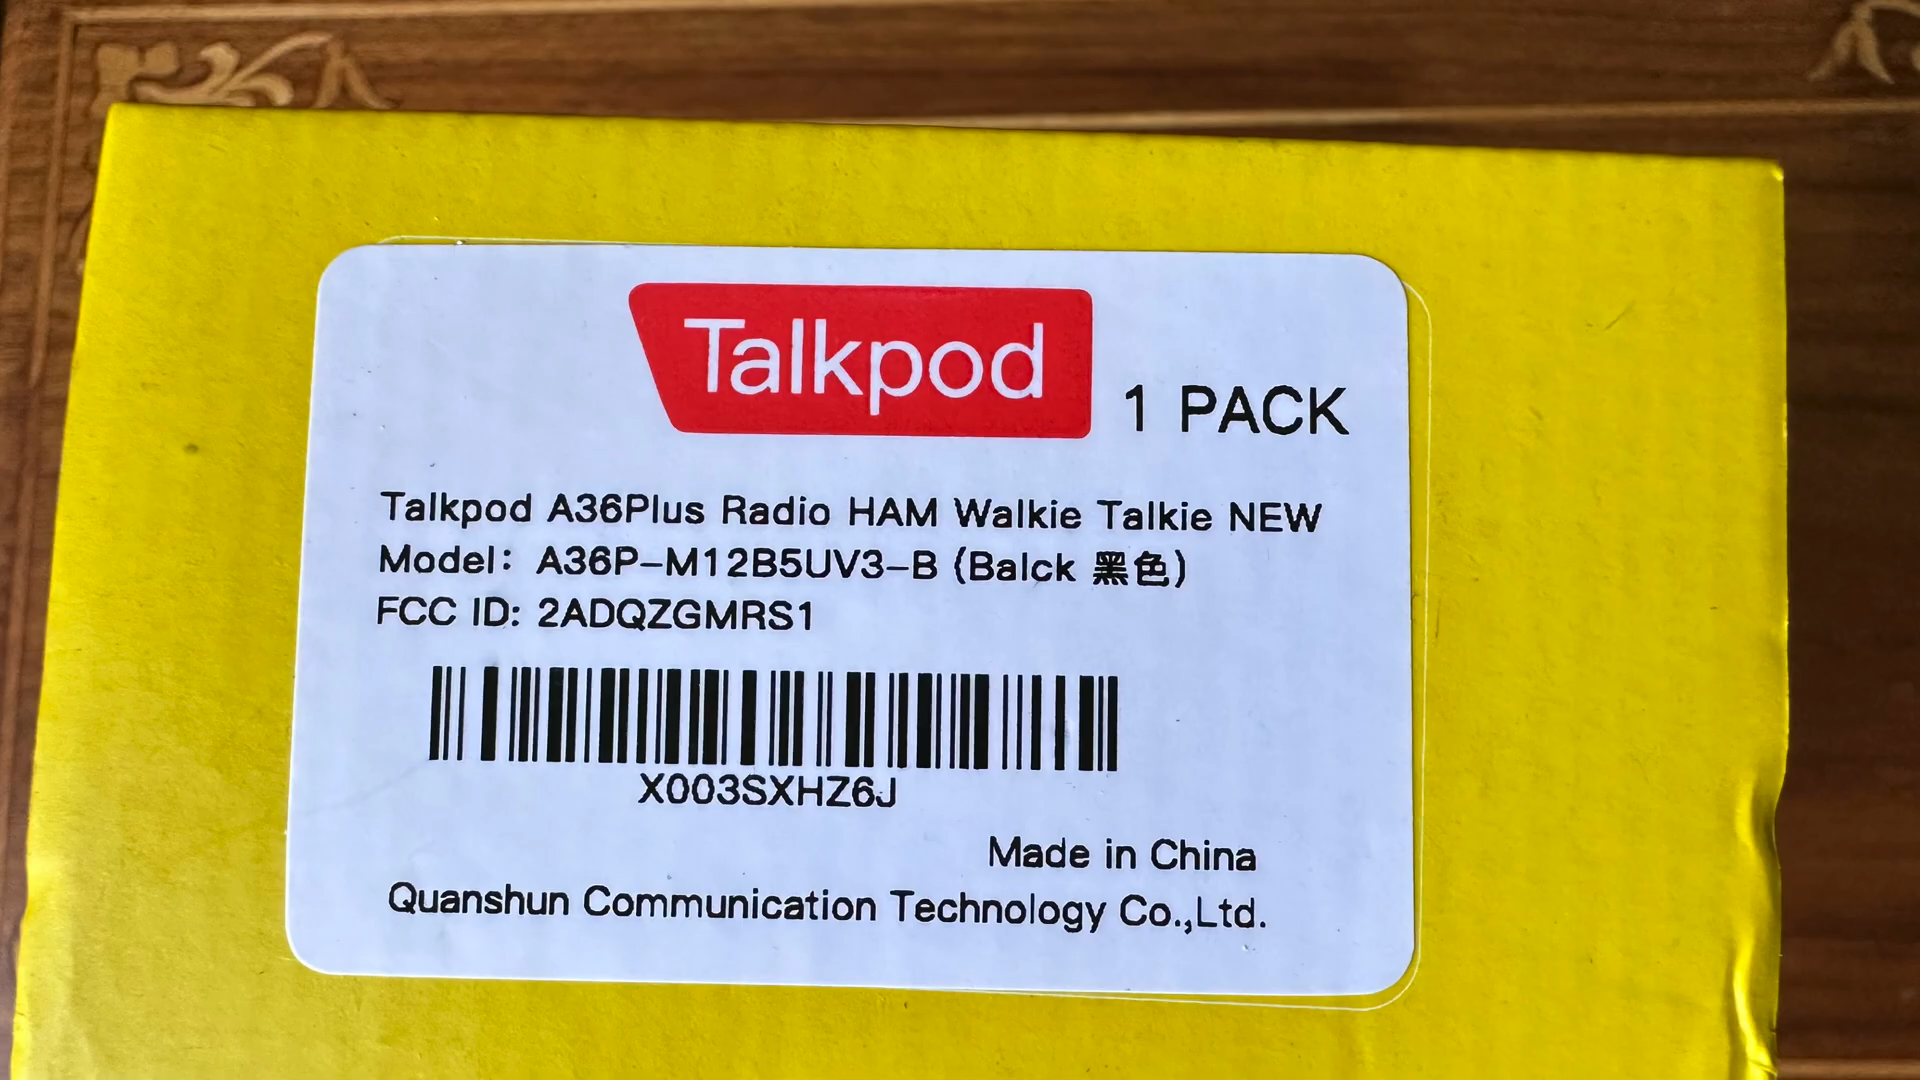 Talkpod
1 PACK
Talkpod A36Plus Radio HAM Walkie Talkie NEW
Model: A36P-M12B5UV3-B (Balck 黑色)
FCC ID: 2ADQZGMRS1
X003SXHZ6J
Made in China
Quanshun Communication Technology Co.,Ltd.